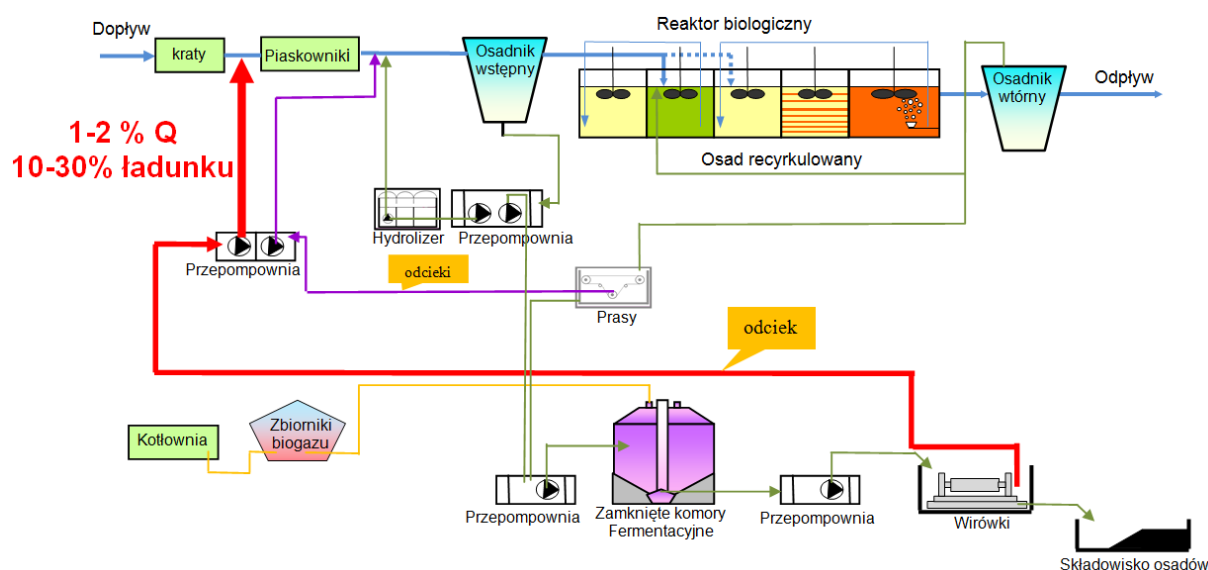 Dopływ
kraty
Piaskowniki
Osadnik
wstępny
Reaktor biologiczny
Osadnik
wtórny
Odpływ
1-2 % Q
10-30% ładunku
Osad recyrkulowany
Hydrolizer
Przepompownia
Przepompownia
odcieki
Prasy
odciek
Kotłownia
Zbiorniki
biogazu
Przepompownia
Zamknięte komory
Fermentacyjne
Przepompownia
Wirówki
Składowisko osadów